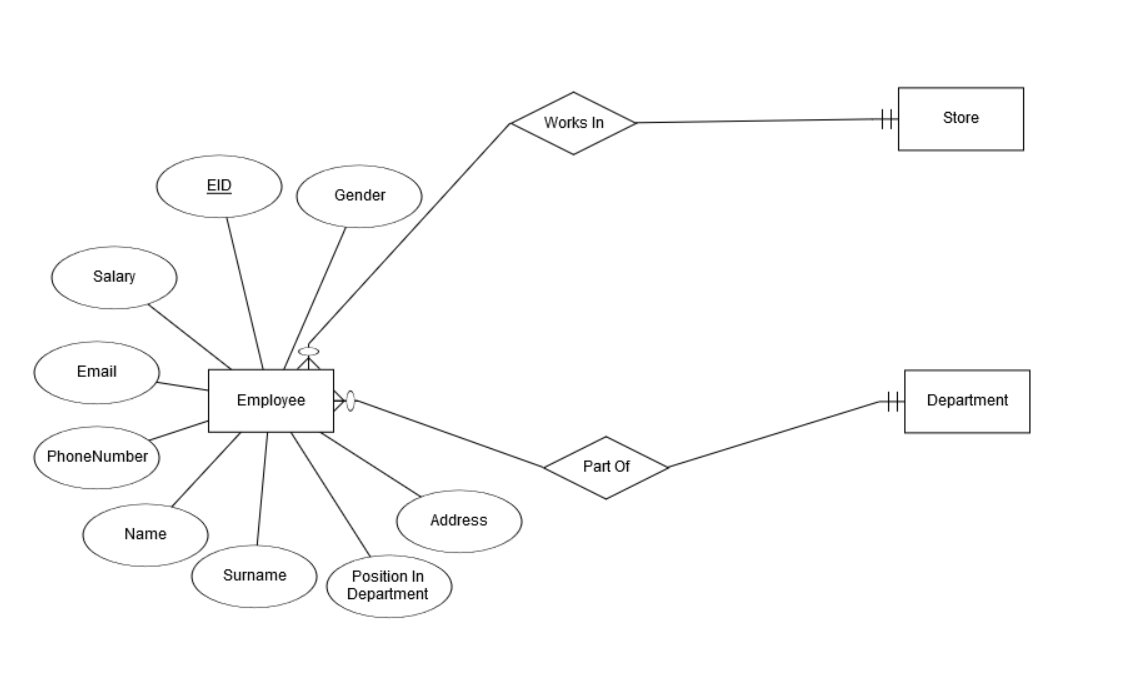 Works In
Store
EID
Gender
Salary
Email
Employee
Department
PhoneNumber
Part Of
Name
Address
Surname
Position In
Department